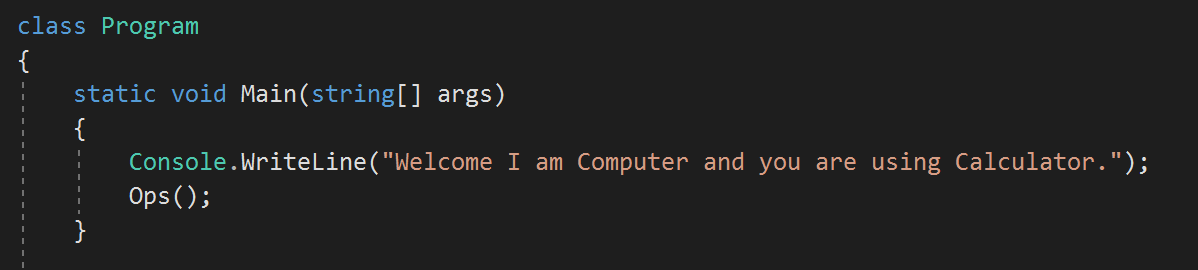 class Program
{
static void Main(string[] args)
{
Console.WriteLine("Welcome I am Computer and you are using Calculator.");
Ops();
}